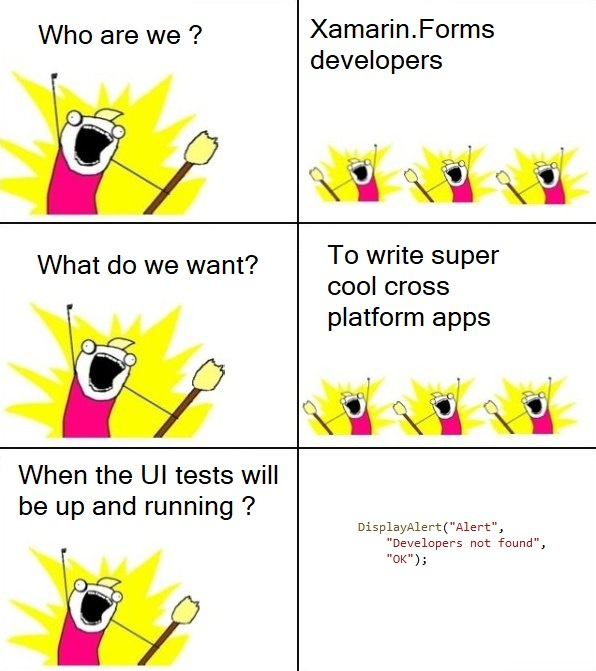 Who are we ?
Xamarin.Forms
developers
What do we want?
To write super
cool cross
platform apps
When the UI tests will
be up and running ?
DisplayAlert("Alert",
"Developers not found",
"OK");